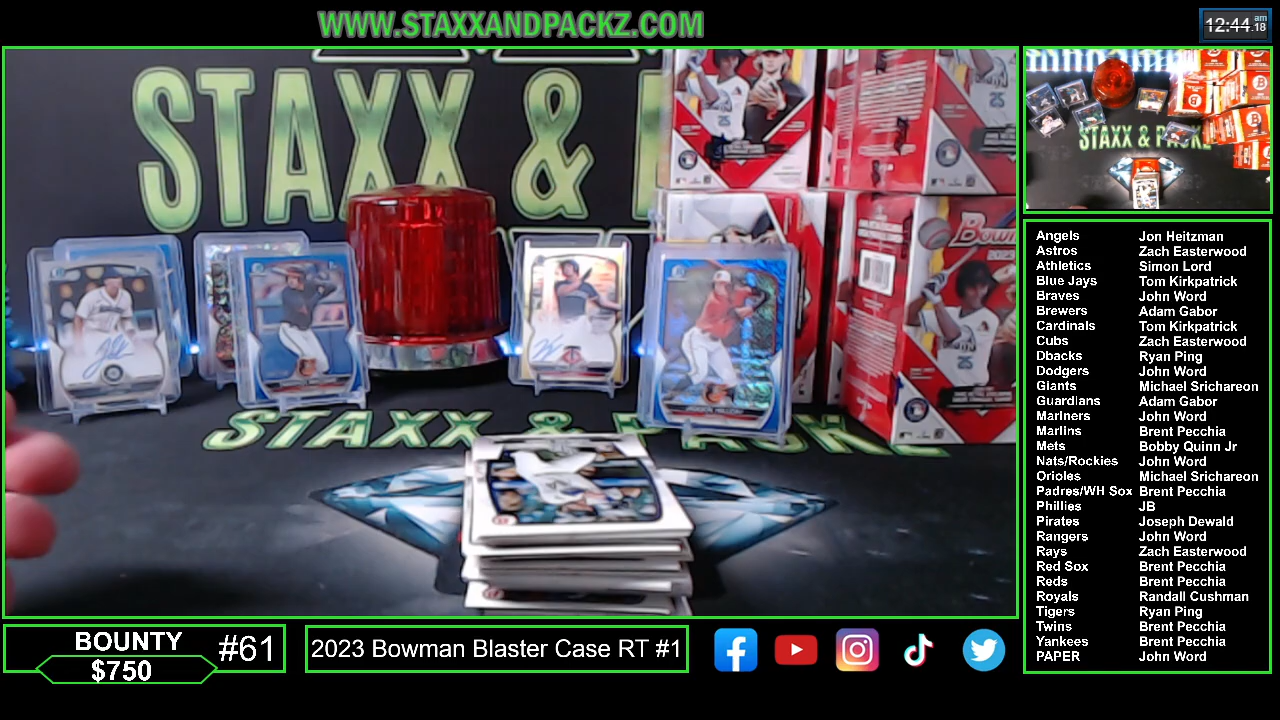 WWW.STAXXANDPACKZ.COM
12:44 am
.18
STAXX &
STAXX & PACK
Bowm
STAXX & PACKZ
Angels Jon Heitzman
Astros Zach Easterwood
Athletics Simon Lord
Blue Jays Tom Kirkpatrick
Braves John Word
Brewers Adam Gabor
Cardinals Tom Kirkpatrick
Cubs Zach Easterwood
Dbacks Ryan Ping
Dodgers John Word
Giants Michael Srichareon
Guardians Adam Gabor
Mariners John Word
Marlins Brent Pecchia
Mets Bobby Quinn Jr
Nats/Rockies John Word
Orioles Michael Srichareon
Padres/WH Sox Brent Pecchia
Phillies JB
Pirates Joseph Dewald
Rangers John Word
Rays Zach Easterwood
Red Sox Brent Pecchia
Reds Brent Pecchia
Royals Randall Cushman
Tigers Ryan Ping
Twins Brent Pecchia
Yankees Brent Pecchia
PAPER John Word
BOUNTY
$750
#61
2023 Bowman Blaster Case RT #1